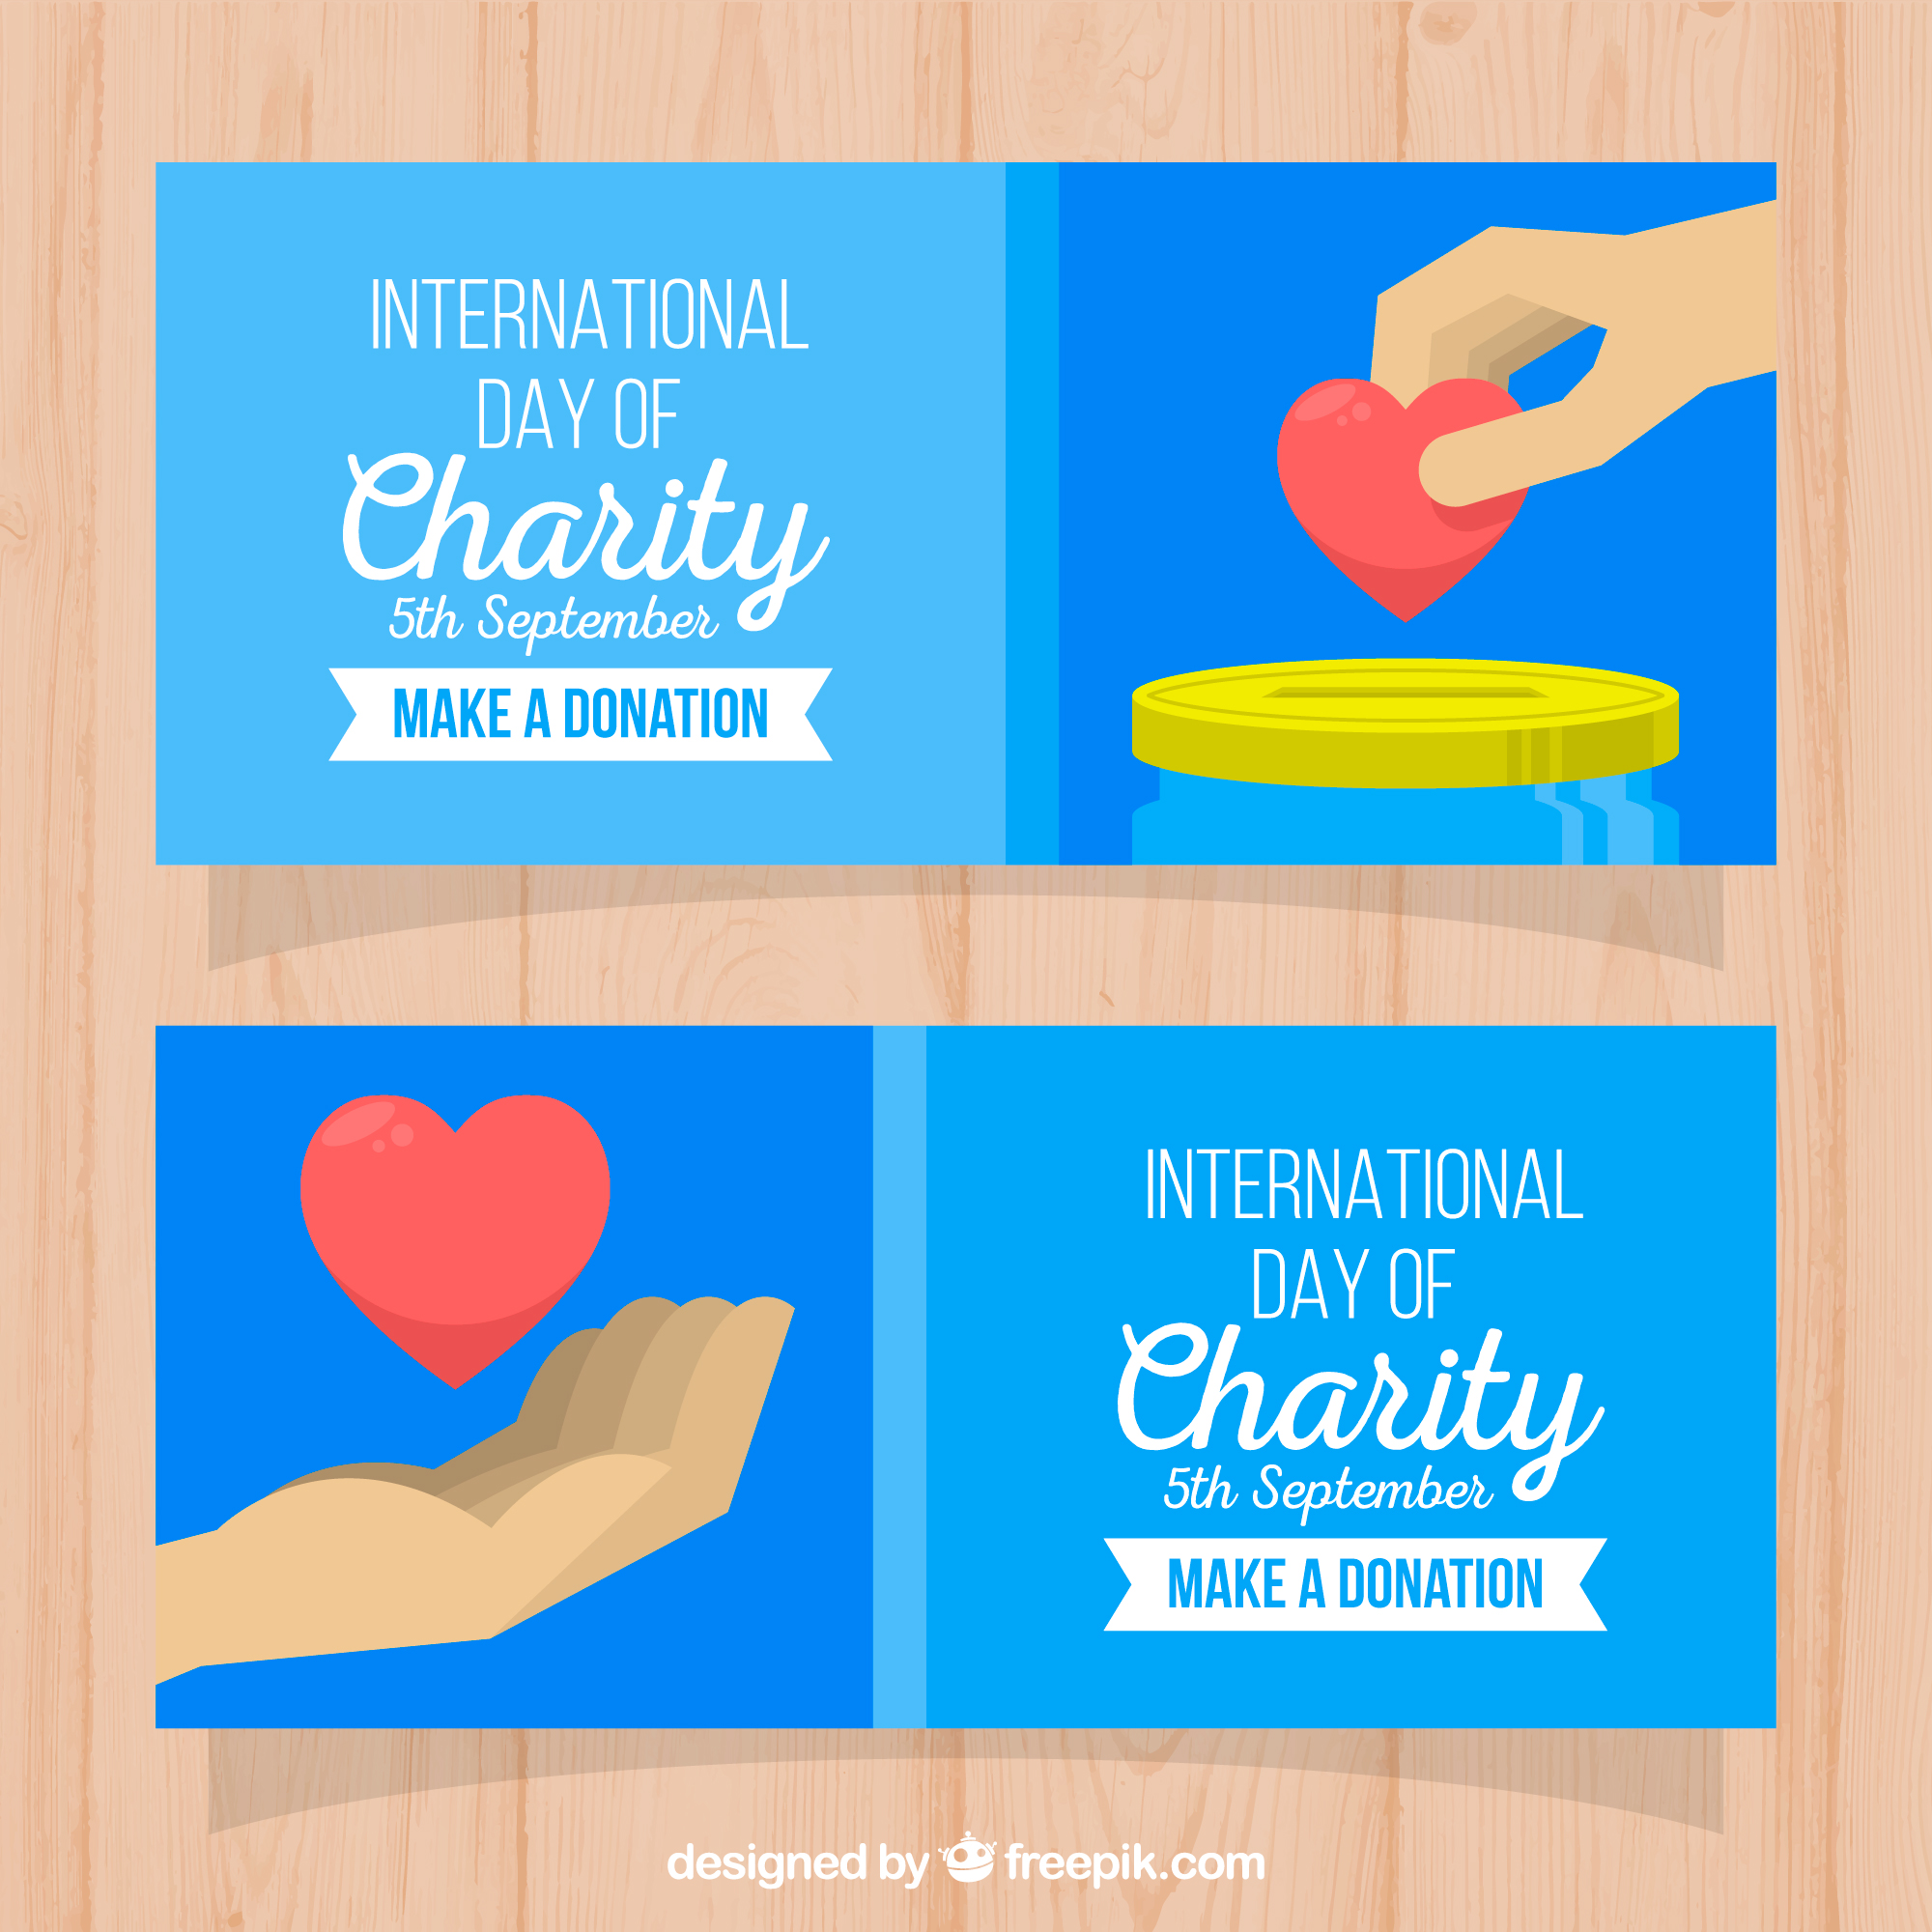 INTERNATIONAL
DAY OF
Charity
5th September
MAKE A DONATION
INTERNATIONAL
DAY OF
Charity
5th September
MAKE A DONATION
designed by freepik.com